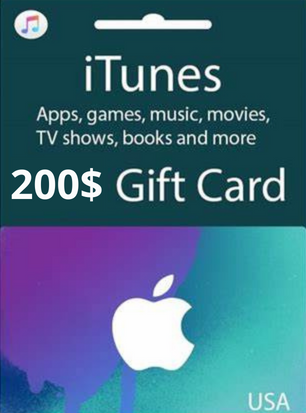 iTunes
Apps, games, music, movies,
TV shows, books and more
200$ Gift Card
USA